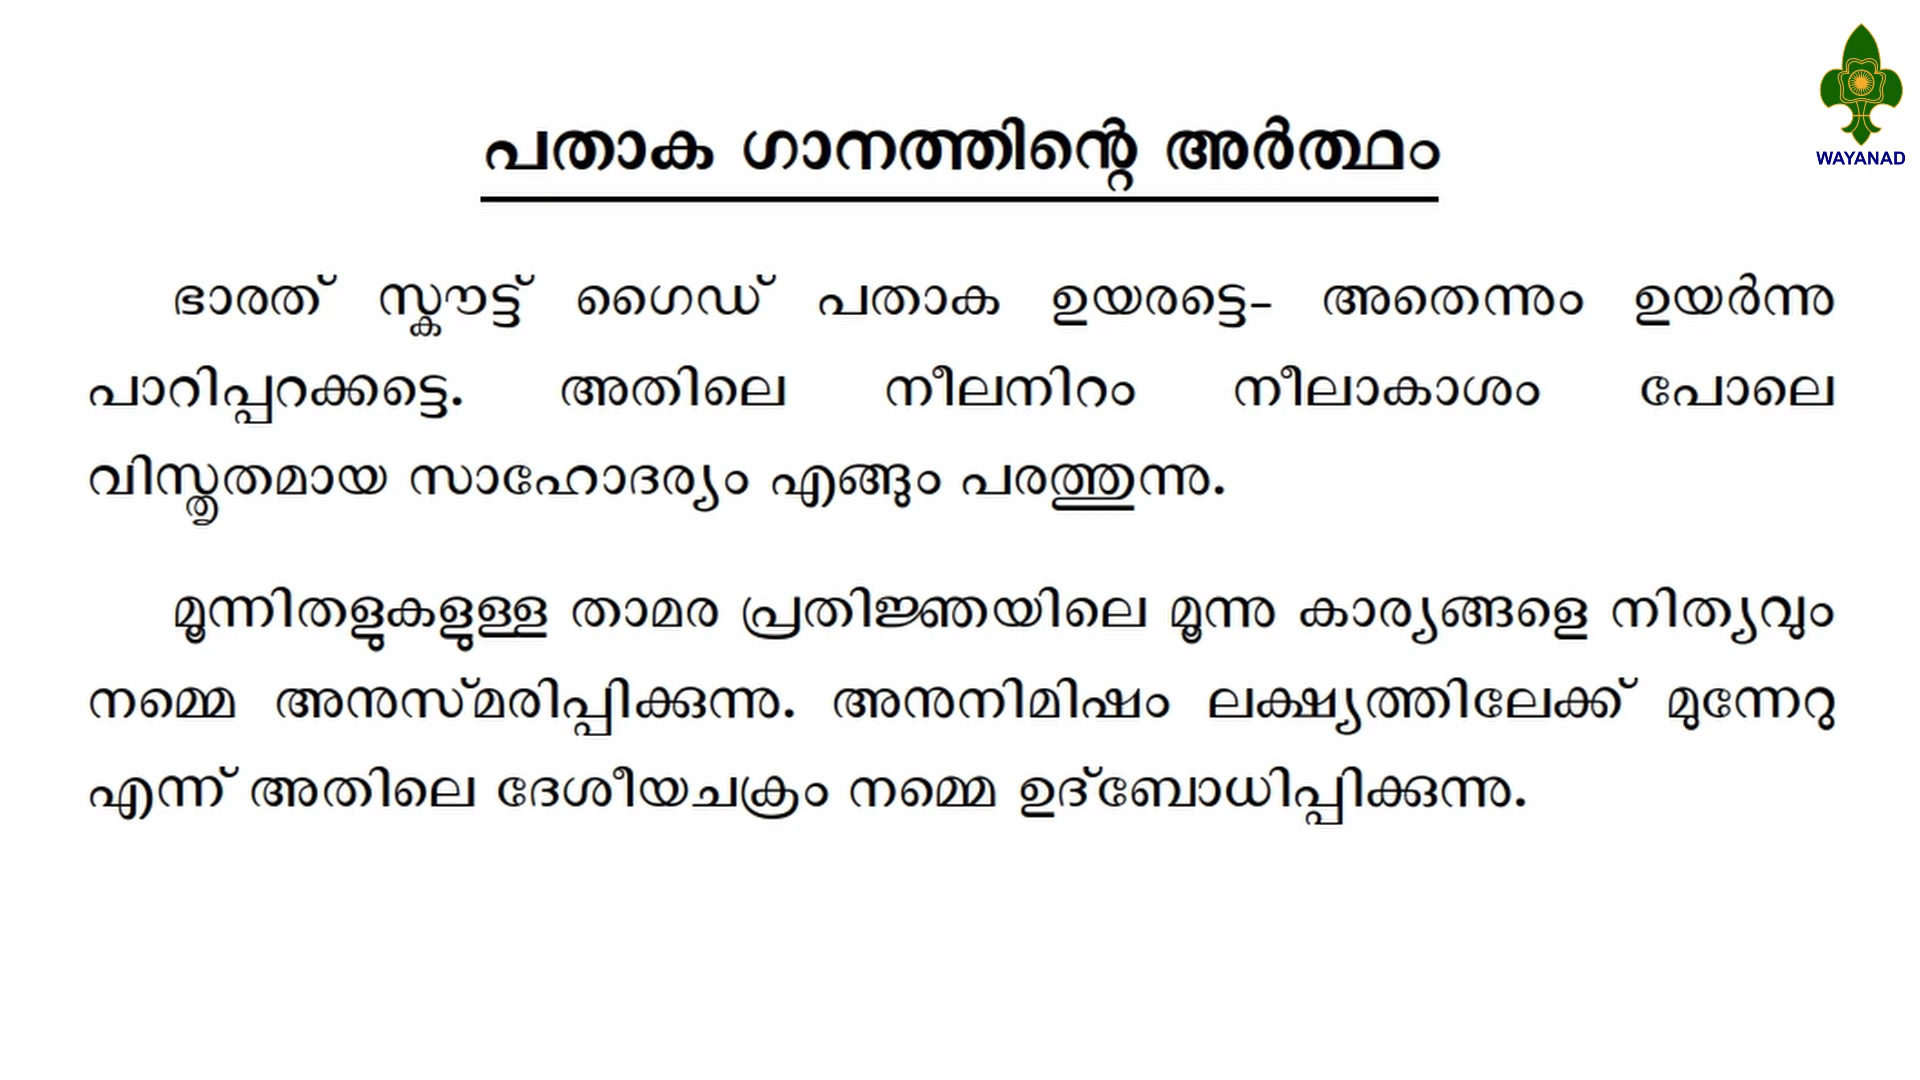 WAYANAD
പതാക ഗാനത്തിന്റെ അർത്ഥം
ഭാരത് സ്കൗട്ട് ഗൈഡ് പതാക ഉയരട്ടെ- അതെന്നും ഉയർന്നു
പാറിപ്പറക്കട്ടെ. അതിലെ നീലനിറം നീലാകാശം പോലെ
വിസ്തൃതമായ സാഹോദര്യം എങ്ങും പരത്തുന്നു.
മൂന്നിതളുകളുള്ള താമര പ്രതിജ്ഞയിലെ മൂന്നു കാര്യങ്ങളെ നിത്യവും
നമ്മെ അനുസ്മരിപ്പിക്കുന്നു. അനുനിമിഷം ലക്ഷ്യത്തിലേക്ക് മുന്നേറു
എന്ന് അതിലെ ദേശീയചക്രം നമ്മെ ഉദ്ബോധിപ്പിക്കുന്നു.